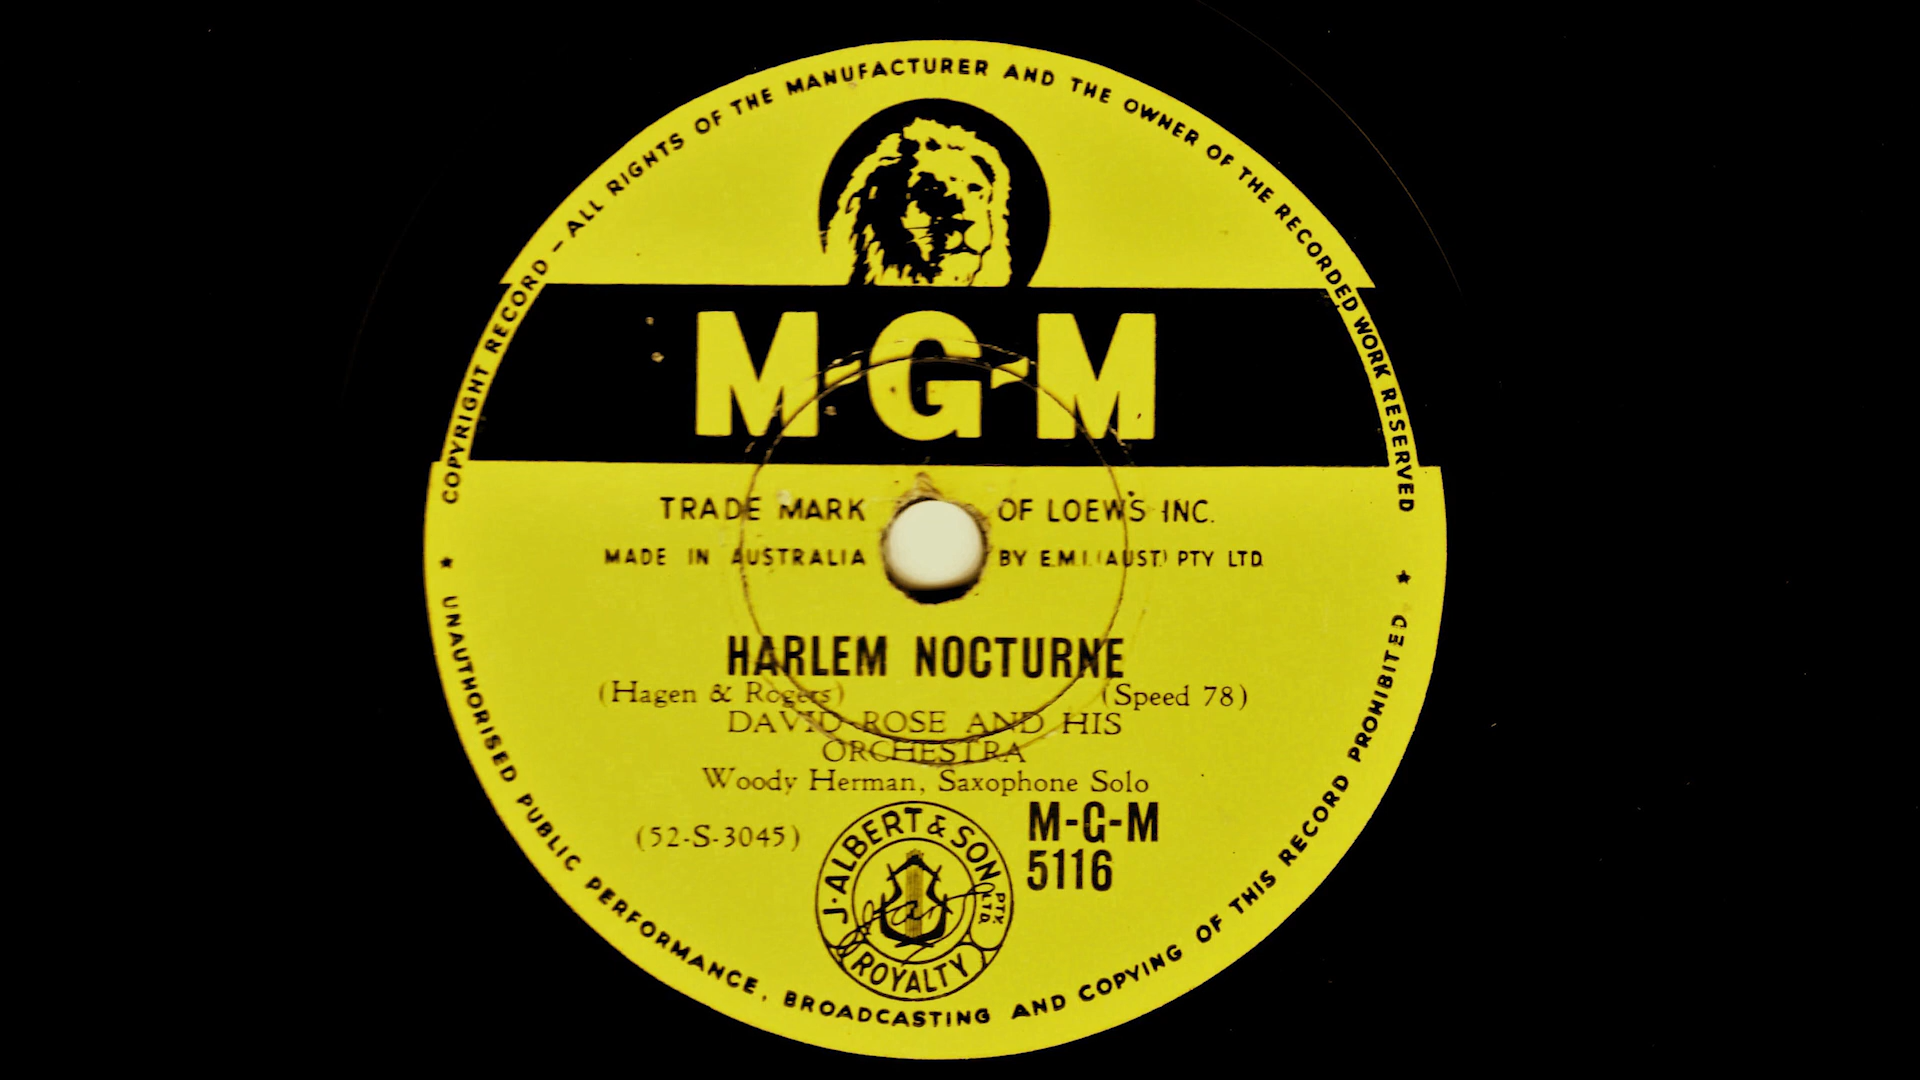 COPYRIGHT RECORD – ALL RIGHTS OF THE MANUFACTURER AND THE OWNER OF THE RECORDED WORK RESERVED
M-G-M
TRADE MARK OF LOEW'S INC.
MADE IN AUSTRALIA BY E.M.I. (AUST) PTY LTD.
HARLEM NOCTURNE
(Hagen & Rogers) (Speed 78)
DAVID ROSE AND HIS
ORCHESTRA
Woody Herman, Saxophone Solo
(52-S-3045)
M-G-M
5116
J. ALBERT & SON PTY LTD
ROYALTY
★ UNAUTHORISED PUBLIC PERFORMANCE, BROADCASTING AND COPYING OF THIS RECORD PROHIBITED ★